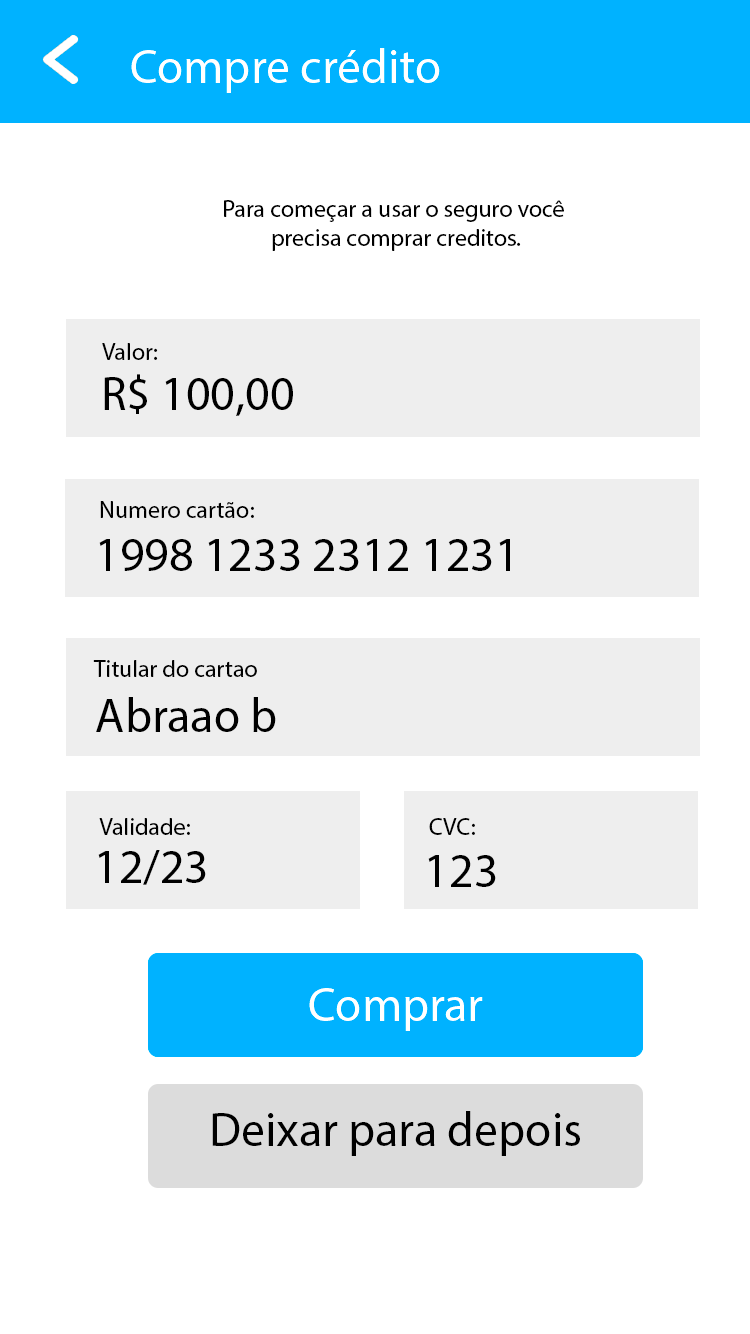 Compre crédito
Para começar a usar o seguro você
precisa comprar creditos.
Valor:
R$ 100,00
Numero cartão:
1998 1233 2312 1231
Titular do cartao
Abraao b
Validade:
12/23
CVC:
123
Comprar
Deixar para depois